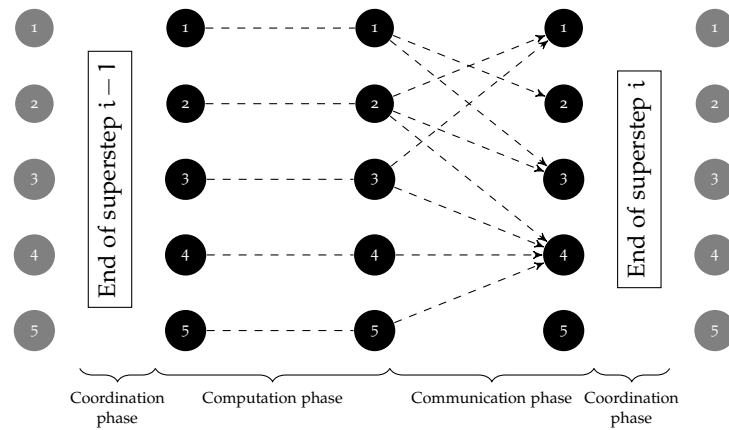 1 1 1 1 1
2 2 2 2 2
3 3 3 3 3
4 4 4 4 4
5 5 5 5 5
End of superstep i − 1
End of superstep i
Coordination
phase
Computation phase
Communication phase
Coordination
phase